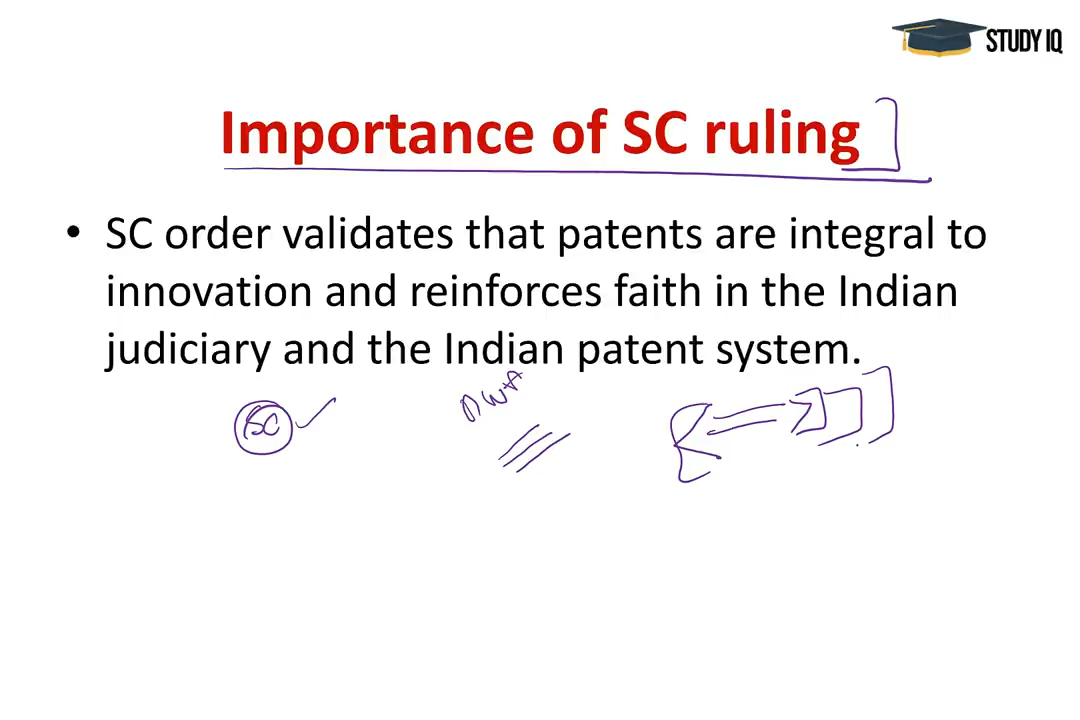 STUDY IQ
Importance of SC ruling
• SC order validates that patents are integral to
innovation and reinforces faith in the Indian
judiciary and the Indian patent system.
SC